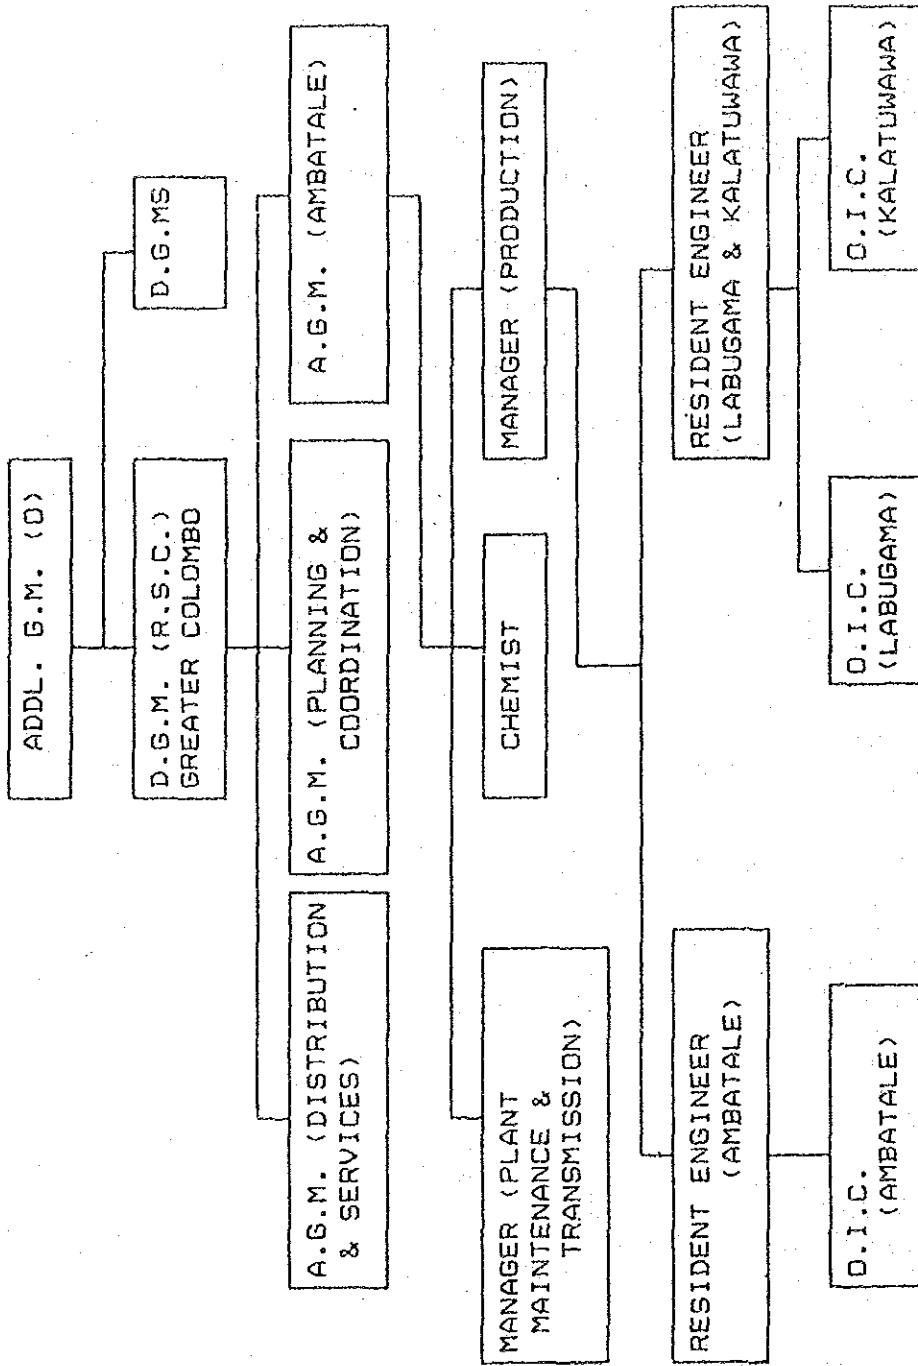 ADDL. G.M. (O)
D.G.M. (R.S.C.)
GREATER COLOMBO
D.G.MS
A.G.M. (DISTRIBUTION
& SERVICES)
A.G.M. (PLANNING &
COORDINATION)
A.G.M. (AMBATALE)
MANAGER (PLANT
MAINTENANCE &
TRANSMISSION)
CHEMIST
MANAGER (PRODUCTION)
RESIDENT ENGINEER
(AMBATALE)
RESIDENT ENGINEER
(LABUGAMA & KALATUWAWA)
O.I.C.
(AMBATALE)
O.I.C.
(LABUGAMA)
O.I.C.
(KALATUWAWA)